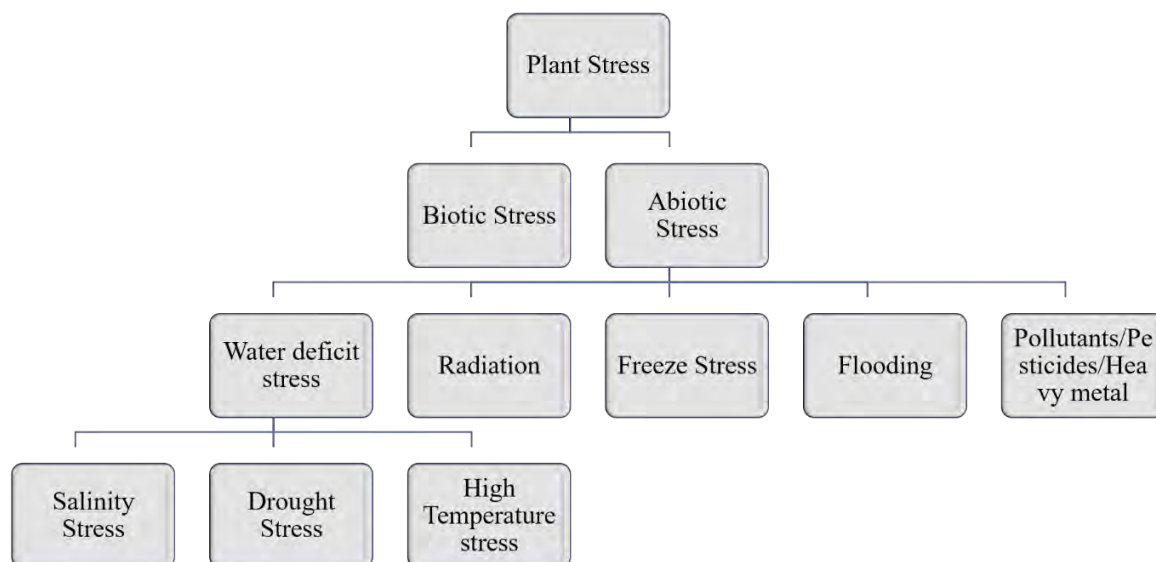 Plant Stress
Biotic Stress
Abiotic
Stress
Water deficit
stress
Radiation
Freeze Stress
Flooding
Pollutants/Pe
sticides/Hea
vy metal
Salinity
Stress
Drought
Stress
High
Temperature
stress